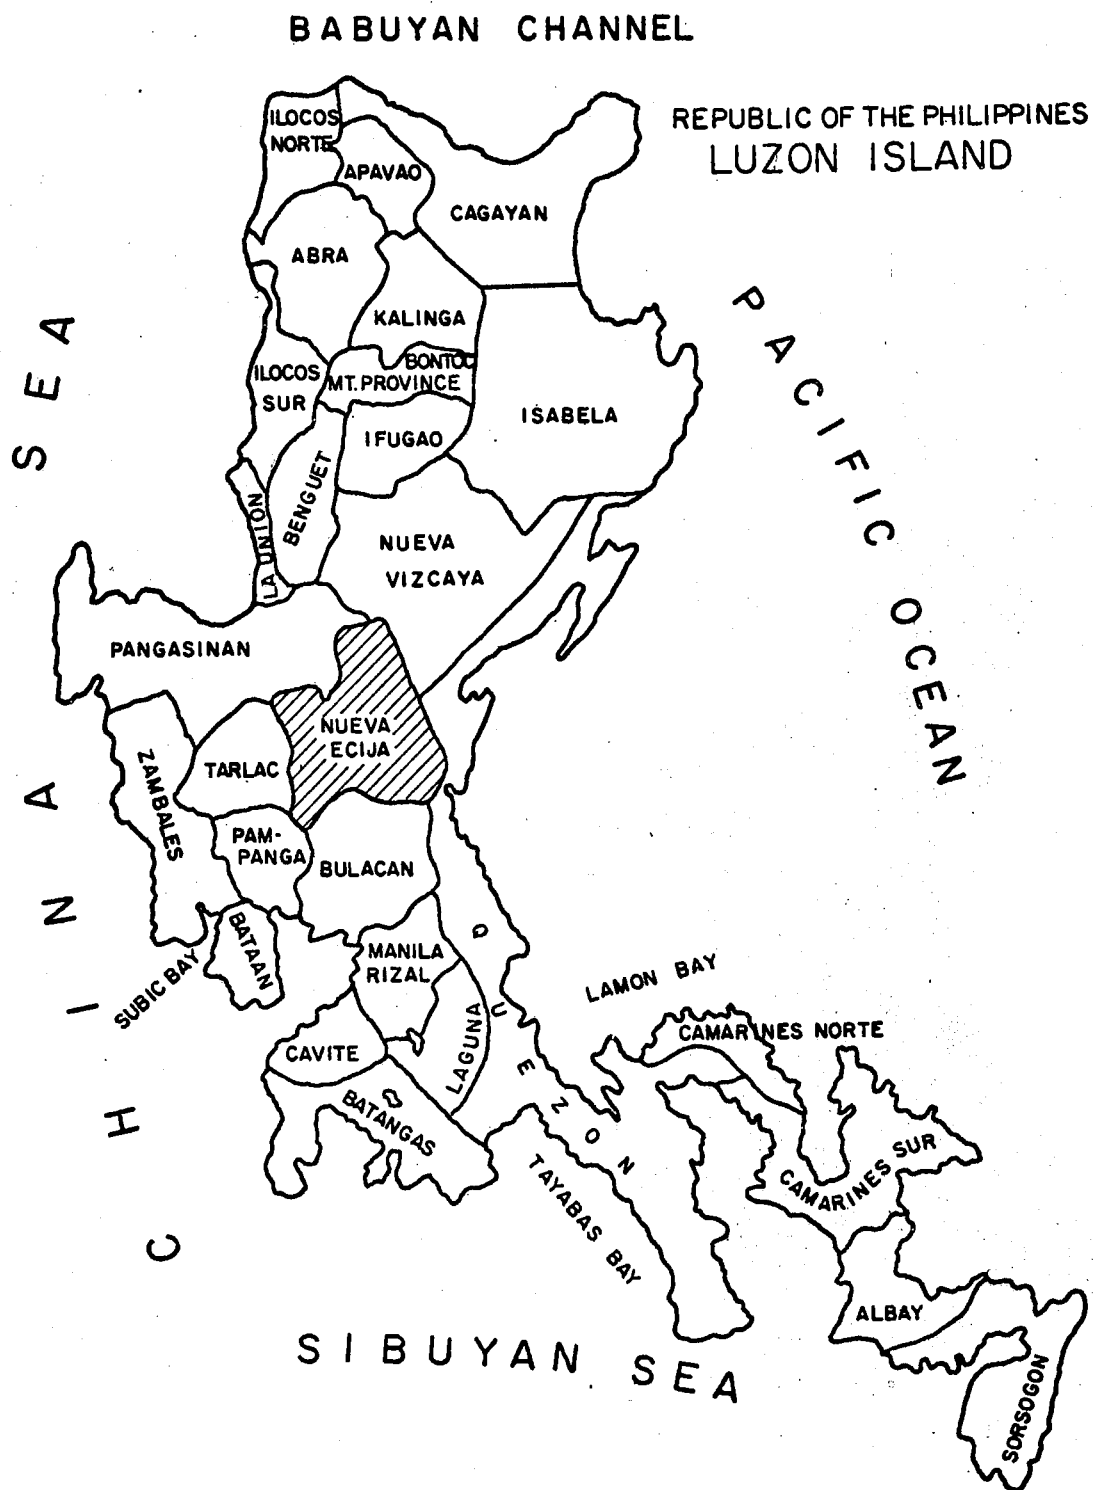 BABUYAN CHANNEL
REPUBLIC OF THE PHILIPPINES
LUZON ISLAND
ILOCOS
NORTE
APAVAO
CAGAYAN
ABRA
KALINGA
BONTOC
MT. PROVINCE
ILOCOS
SUR
ISABELA
IFUGAO
BENGUET
LA UNION
NUEVA
VIZCAYA
PACIFIC OCEAN
CHINA SEA
PANGASINAN
NUEVA
ECIJA
TARLAC
ZAMBALES
PAM-
PANGA
BULACAN
BATAAN
SUBIC BAY
MANILA
RIZAL
QUEZON
LAMON BAY
CAMARINES NORTE
LAGUNA
CAVITE
BATANGAS
TAYABAS BAY
CAMARINES SUR
ALBAY
SORSOGON
SIBUYAN SEA